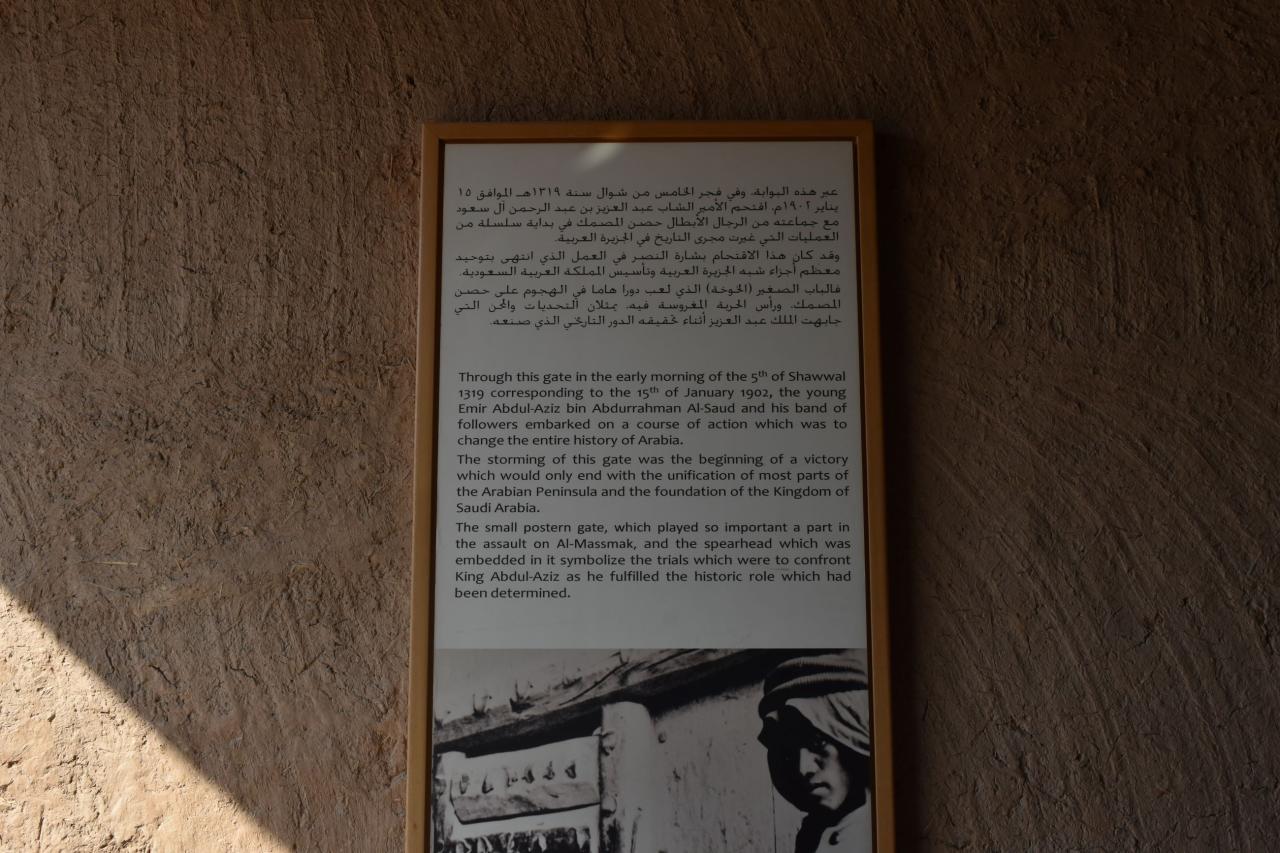 عبر هذه البوابة، وفي فجر الخامس من شوال سنة ١٣١٩هـ الموافق ١٥
يناير ١٩٠٢م، اقتحم الأمير الشاب عبد العزيز بن عبد الرحمن آل سعود
مع جماعته من الرجال الأبطال حصن المصمك في بداية سلسلة من
العمليات التي غيرت مجرى التاريخ في الجزيرة العربية.
وقد كان هذا الاقتحام بشارة النصر في العمل الذي انتهى بتوحيد
معظم أجزاء شبه الجزيرة العربية وتأسيس المملكة العربية السعودية.
فالباب الصغير (الخوخة) الذي لعب دورا هاما في الهجوم على حصن
المصمك، ورأس الحربة المغروسة فيه، يمثلان التحديات والمحن التي
جابهت الملك عبد العزيز أثناء تحقيقه الدور التاريخي الذي صنعه.
Through this gate in the early morning of the 5th of Shawwal
1319 corresponding to the 15th of January 1902, the young
Emir Abdul-Aziz bin Abdurrahman Al-Saud and his band of
followers embarked on a course of action which was to
change the entire history of Arabia.
The storming of this gate was the beginning of a victory
which would only end with the unification of most parts of
the Arabian Peninsula and the foundation of the Kingdom of
Saudi Arabia.
The small postern gate, which played so important a part in
the assault on Al-Massmak, and the spearhead which was
embedded in it symbolize the trials which were to confront
King Abdul-Aziz as he fulfilled the historic role which had
been determined.